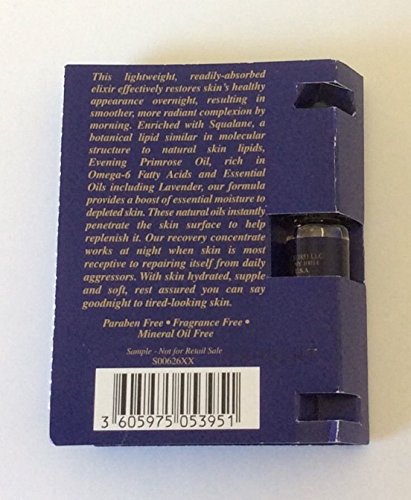 This lightweight, readily-absorbed
elixir effectively restores skin's healthy
appearance overnight, resulting in
smoother, more radiant complexion by
morning. Enriched with Squalane, a
botanical lipid similar in molecular
structure to natural skin lipids,
Evening Primrose Oil, rich in
Omega-6 Fatty Acids and Essential
Oils including Lavender, our formula
provides a boost of essential moisture to
depleted skin. These natural oils instantly
penetrate the skin surface to help
replenish it. Our recovery concentrate
works at night when skin is most
receptive to repairing itself from daily
aggressors. With skin hydrated, supple
and soft, rest assured you can say
goodnight to tired-looking skin.
Paraben Free • Fragrance Free •
Mineral Oil Free
Sample - Not for Retail Sale
S00626XX
3 605975 053951
LLC